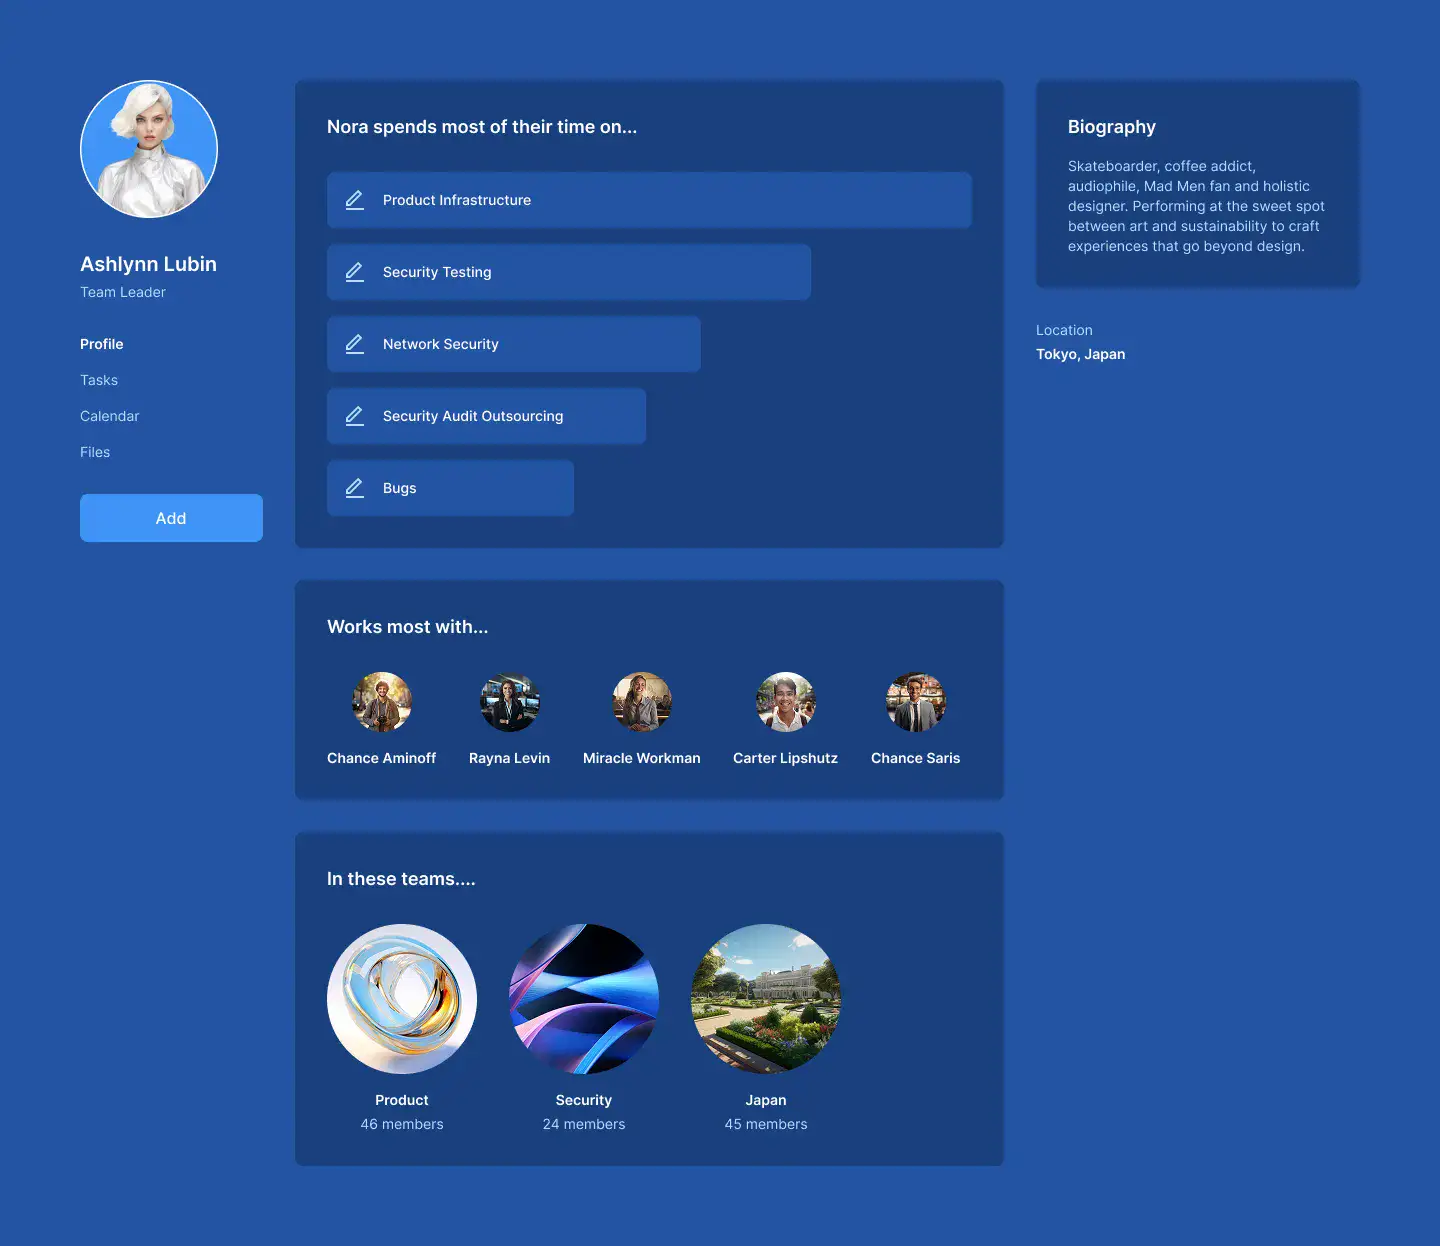 Ashlynn Lubin
Team Leader
Profile
Tasks
Calendar
Files
Add
Nora spends most of their time on...
Product Infrastructure
Security Testing
Network Security
Security Audit Outsourcing
Bugs
Works most with...
Chance Aminoff
Rayna Levin
Miracle Workman
Carter Lipshutz
Chance Saris
In these teams....
Product
46 members
Security
24 members
Japan
45 members
Biography
Skateboarder, coffee addict,
audiophile, Mad Men fan and holistic
designer. Performing at the sweet spot
between art and sustainability to craft
experiences that go beyond design.
Location
Tokyo, Japan